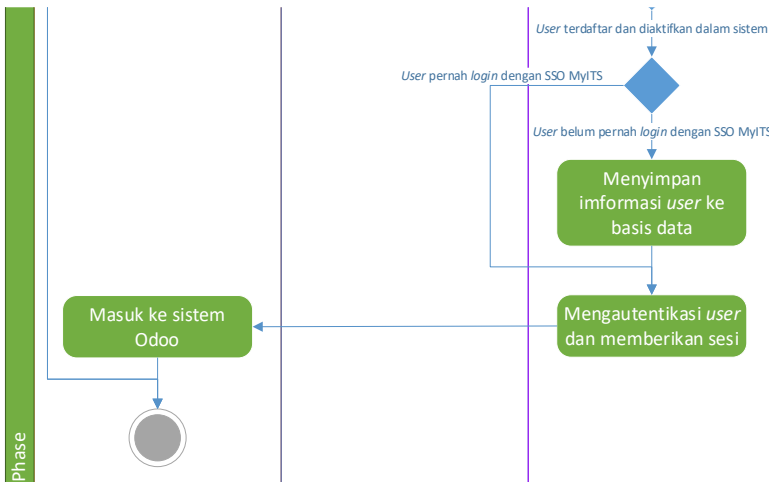 User terdaftar dan diaktifkan dalam sistem
User pernah login dengan SSO MyITS
User belum pernah login dengan SSO MyITS
Menyimpan
imformasi user ke
basis data
Masuk ke sistem
Odoo
Mengautentikasi user
dan memberikan sesi
Phase